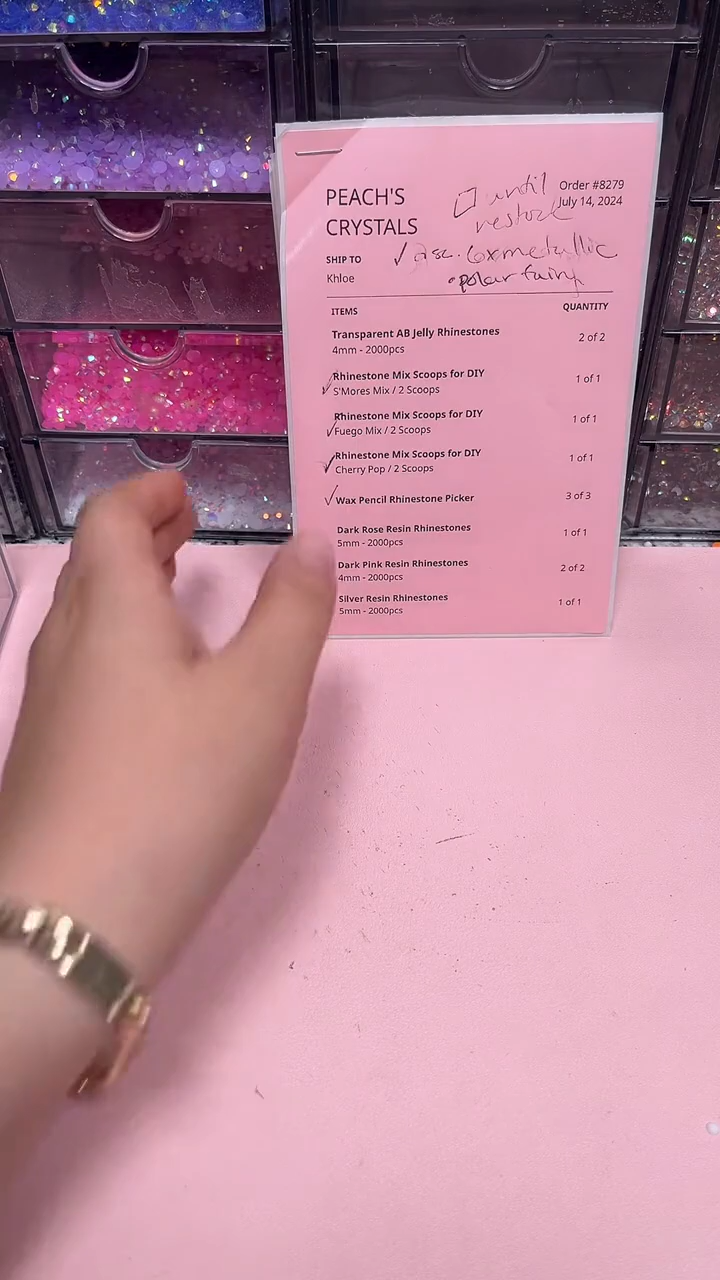 PEACH'S
CRYSTALS
until
restock
Order #8279
July 14, 2024
SHIP TO
Khloe
✓ asc. 6x metallic
• polar fairy
ITEMS
QUANTITY
Transparent AB Jelly Rhinestones
4mm - 2000pcs
2 of 2
Rhinestone Mix Scoops for DIY
✓ S'Mores Mix / 2 Scoops
1 of 1
Rhinestone Mix Scoops for DIY
✓ Fuego Mix / 2 Scoops
1 of 1
Rhinestone Mix Scoops for DIY
✓ Cherry Pop / 2 Scoops
1 of 1
✓ Wax Pencil Rhinestone Picker
3 of 3
Dark Rose Resin Rhinestones
5mm - 2000pcs
1 of 1
Dark Pink Resin Rhinestones
4mm - 2000pcs
2 of 2
Silver Resin Rhinestones
5mm - 2000pcs
1 of 1